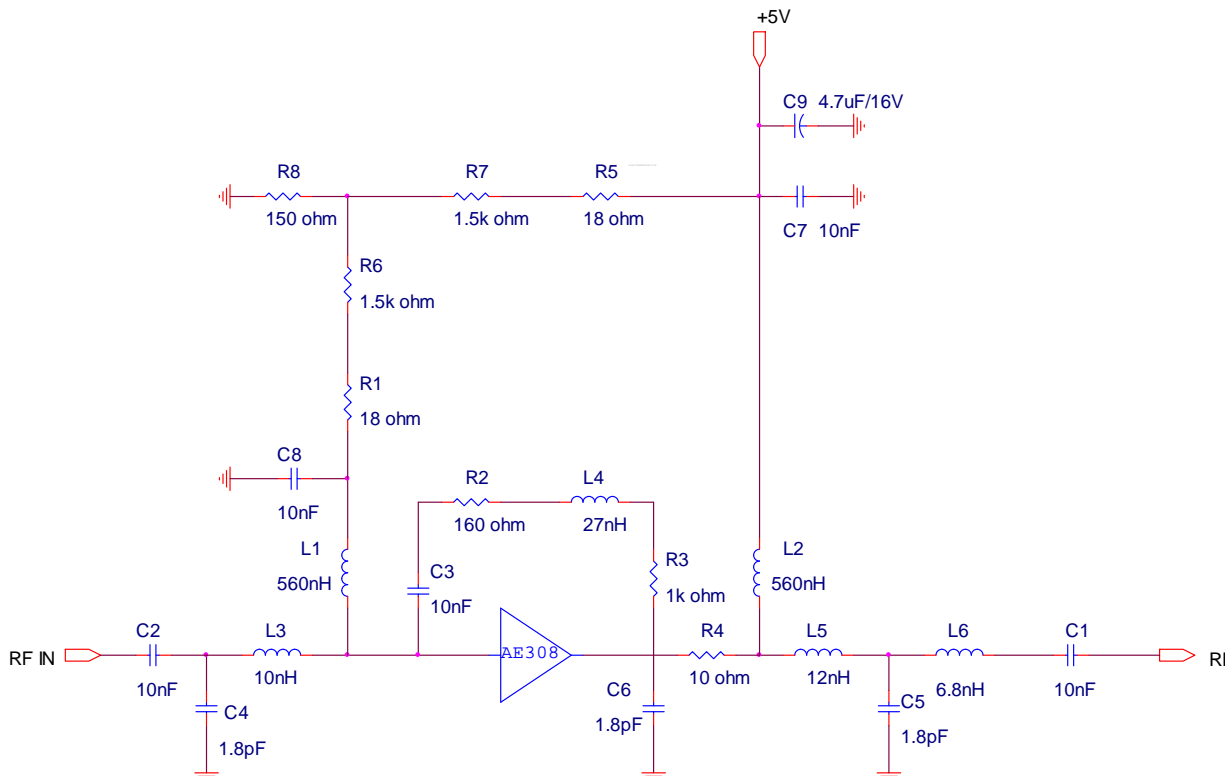 +5V
C9 4.7uF/16V
R8
R7
R5
150 ohm
1.5k ohm
18 ohm
C7 10nF
R6
1.5k ohm
R1
18 ohm
C8
10nF
R2
L4
160 ohm
27nH
L1
560nH
C3
10nF
R3
1k ohm
L2
560nH
RF IN
C2
10nF
L3
10nH
AE308
R4
10 ohm
L5
12nH
L6
6.8nH
C1
10nF
C4
1.8pF
C6
1.8pF
C5
1.8pF